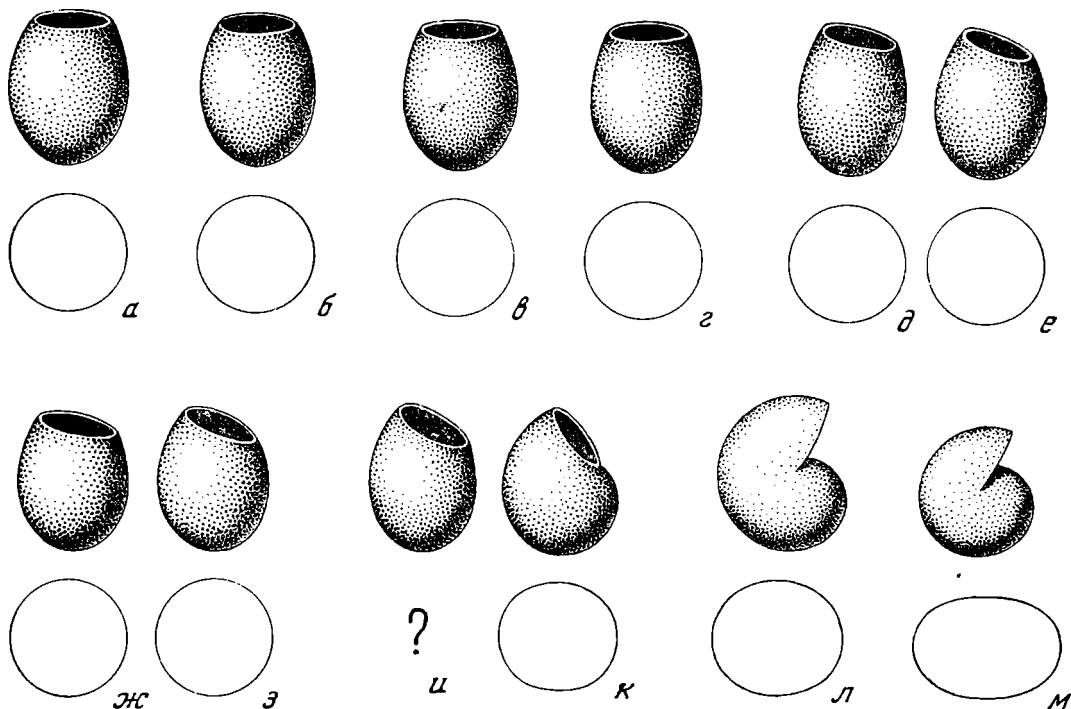 а б в г д е
ж з ? и к л м